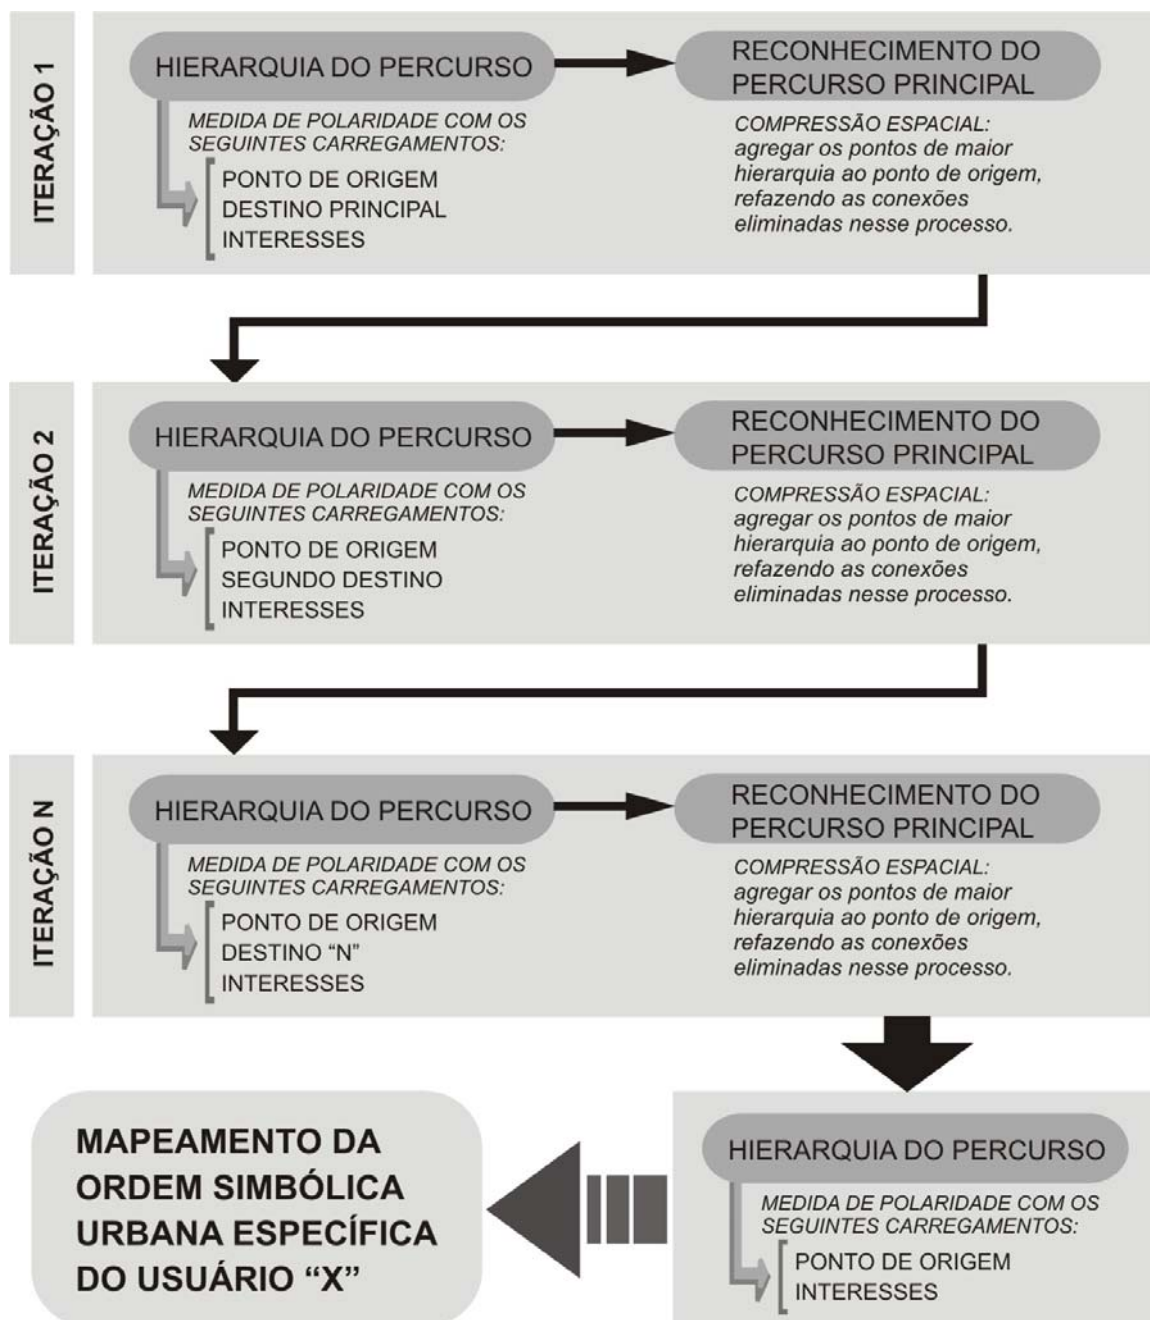 ITERAÇÃO 1
HIERARQUIA DO PERCURSO
MEDIDA DE POLARIDADE COM OS
SEGUINTES CARREGAMENTOS:
PONTO DE ORIGEM
DESTINO PRINCIPAL
INTERESSES
RECONHECIMENTO DO
PERCURSO PRINCIPAL
COMPRESSÃO ESPACIAL:
agregar os pontos de maior
hierarquia ao ponto de origem,
refazendo as conexões
eliminadas nesse processo.
ITERAÇÃO 2
HIERARQUIA DO PERCURSO
MEDIDA DE POLARIDADE COM OS
SEGUINTES CARREGAMENTOS:
PONTO DE ORIGEM
SEGUNDO DESTINO
INTERESSES
RECONHECIMENTO DO
PERCURSO PRINCIPAL
COMPRESSÃO ESPACIAL:
agregar os pontos de maior
hierarquia ao ponto de origem,
refazendo as conexões
eliminadas nesse processo.
ITERAÇÃO N
HIERARQUIA DO PERCURSO
MEDIDA DE POLARIDADE COM OS
SEGUINTES CARREGAMENTOS:
PONTO DE ORIGEM
DESTINO “N”
INTERESSES
RECONHECIMENTO DO
PERCURSO PRINCIPAL
COMPRESSÃO ESPACIAL:
agregar os pontos de maior
hierarquia ao ponto de origem,
refazendo as conexões
eliminadas nesse processo.
HIERARQUIA DO PERCURSO
MEDIDA DE POLARIDADE COM OS
SEGUINTES CARREGAMENTOS:
PONTO DE ORIGEM
INTERESSES
MAPEAMENTO DA
ORDEM SIMBÓLICA
URBANA ESPECÍFICA
DO USUÁRIO “X”